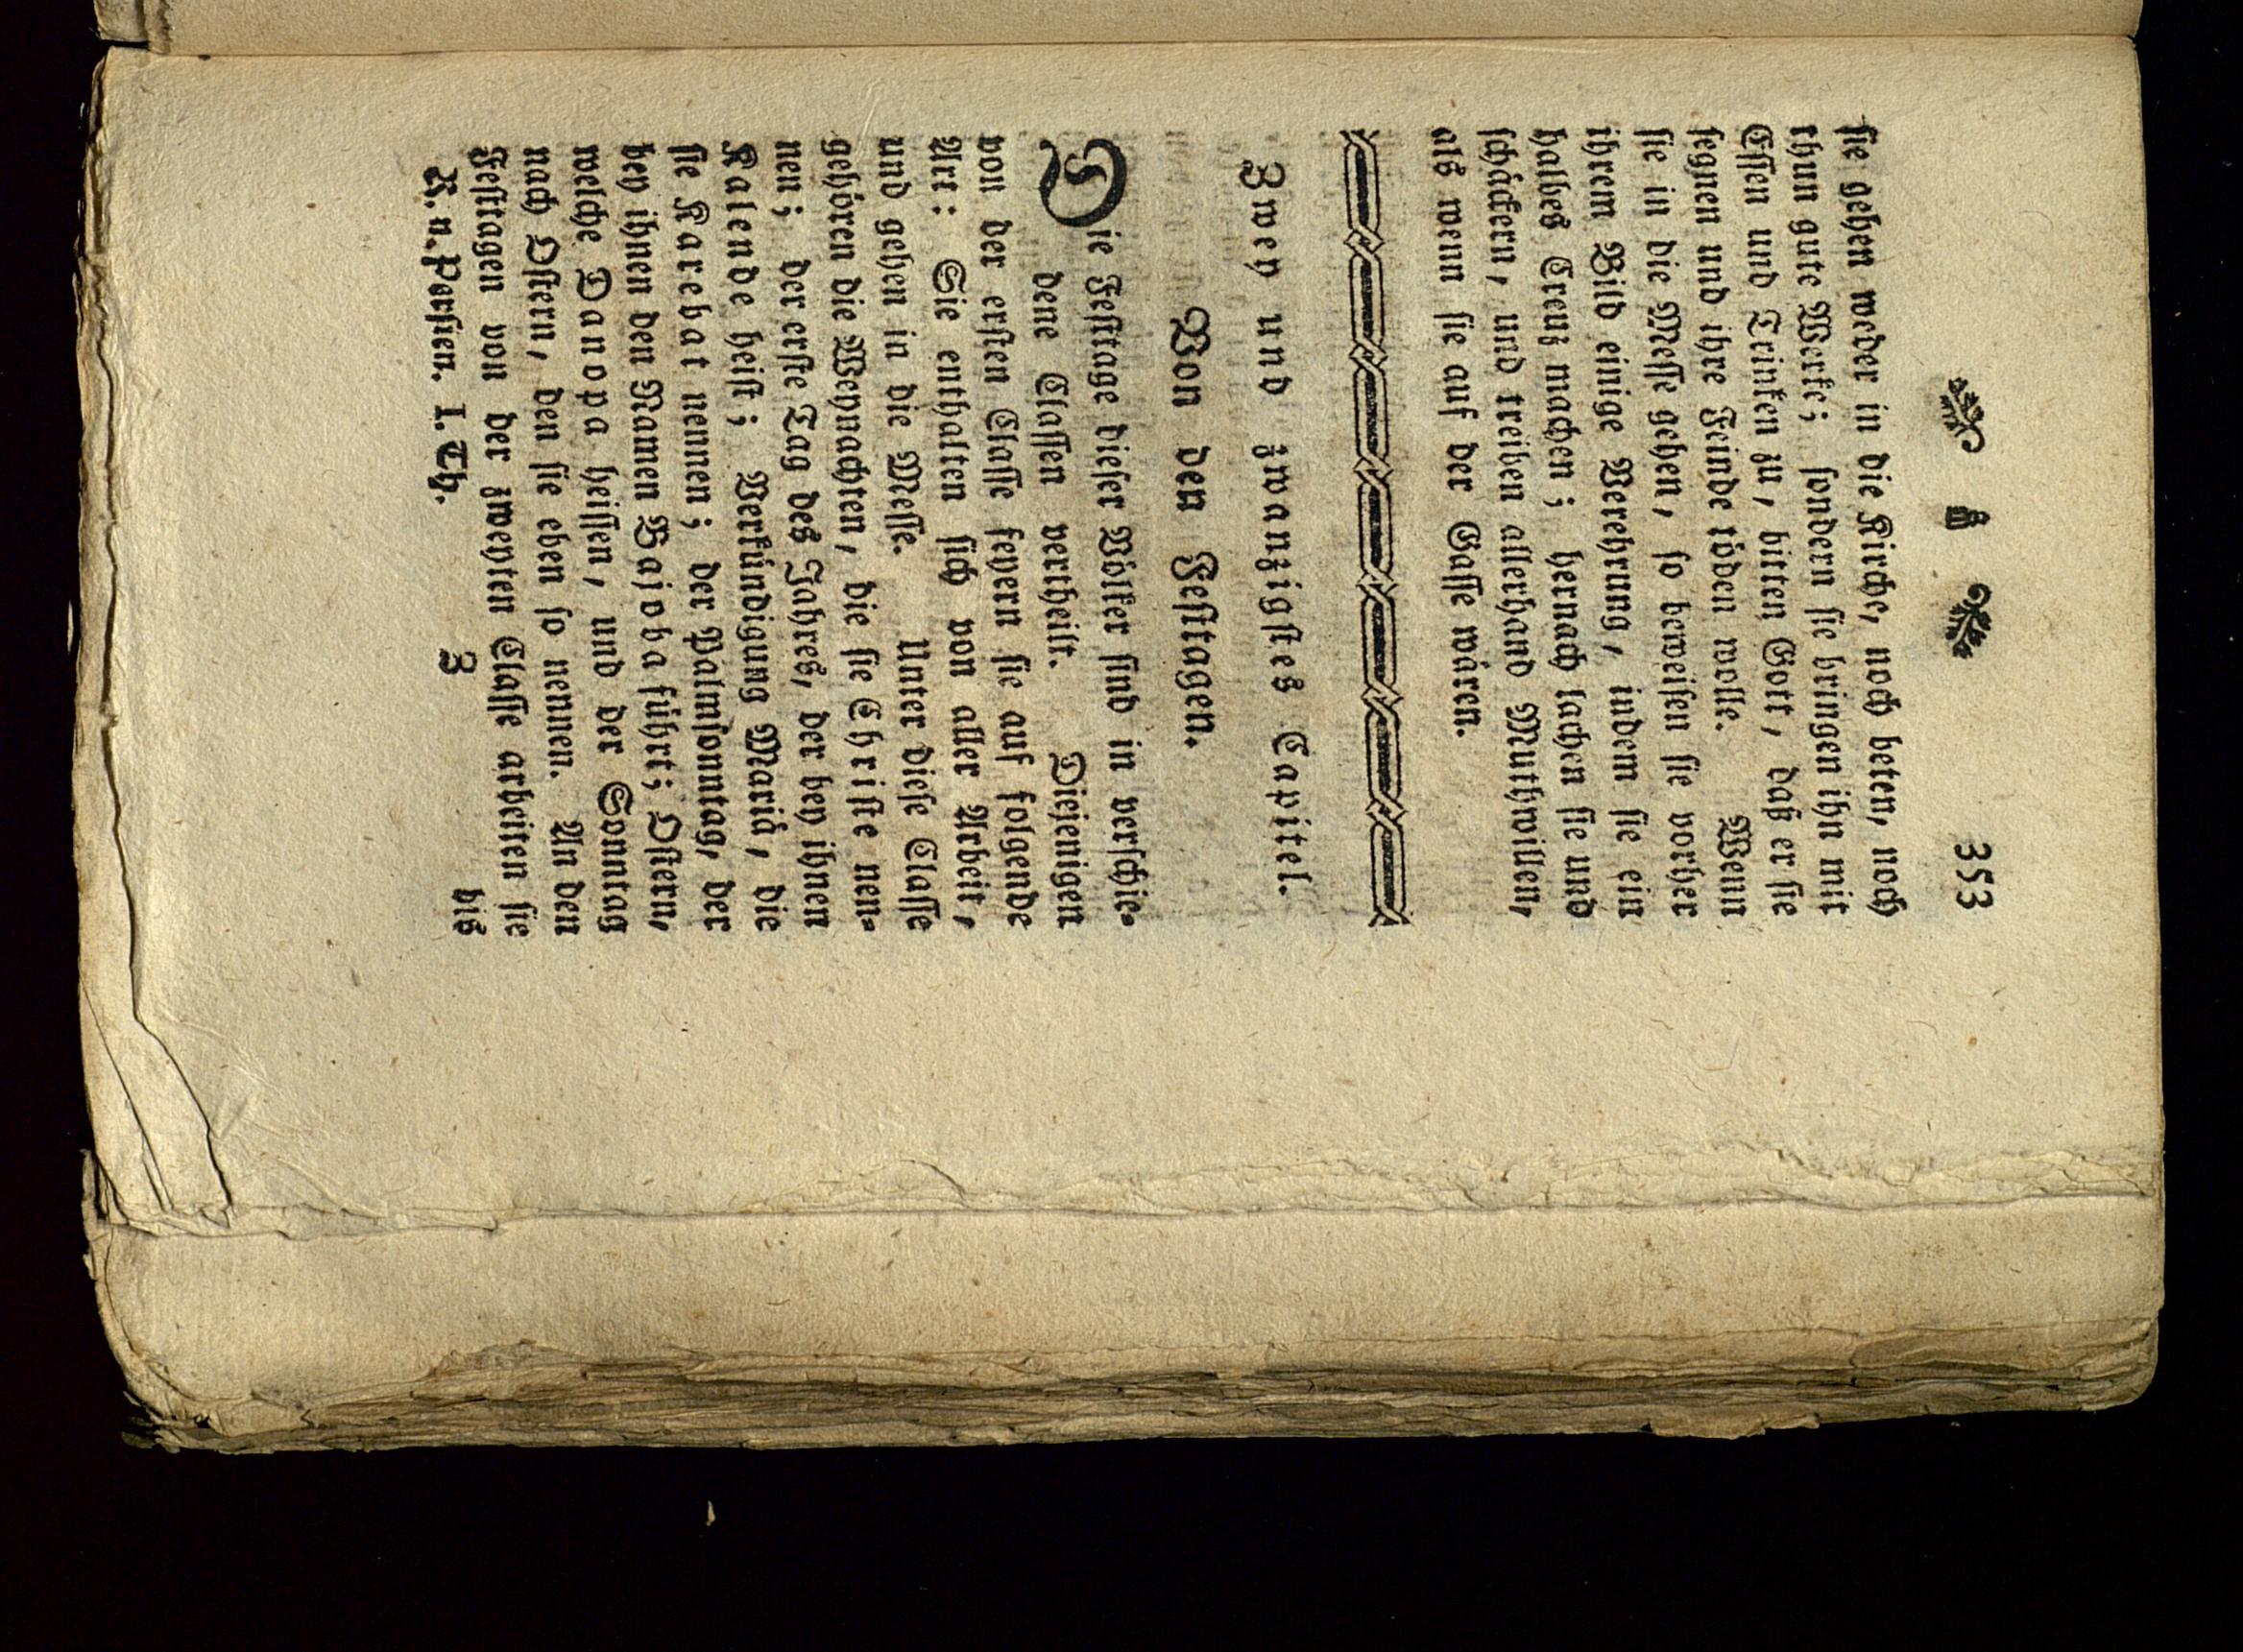 353
sie gehen weder in die Kirche, noch beten, noch
thun gute Werke; sondern sie bringen ihn mit
Essen und Trinken zu, bitten Gott, daß er sie
segnen und ihre Feinde töden wolle. Wenn
sie in die Messe gehen, so beweisen sie vorher
ihrem Bild einige Verehrung, indem sie ein
halbes Creuz machen; hernach lachen sie und
schäckern, und treiben allerhand Muthwillen,
als wenn sie auf der Gasse wären.
Zwey und zwanzigstes Capitel.
Von den Festtagen.
Die Festtage dieser Völker sind in verschie-
dene Classen vertheilt. Diejenigen
von der ersten Classe feyern sie auf folgende
Art: Sie enthalten sich von aller Arbeit,
und gehen in die Messe. Unter diese Classe
gehören die Weynachten, die sie Christe nen-
nen; der erste Tag des Jahres, der bey ihnen
Kalende heist; Verkündigung Mariä, die
sie Karebat nennen; der Palmsonntag, der
bey ihnen den Namen Bajoba führt; Ostern,
welche Tanopa heissen, und der Sonntag
nach Ostern, den sie eben so nennen. An den
Festtagen von der zweyten Classe arbeiten sie
R. n. Persien. I. Th. Z bis